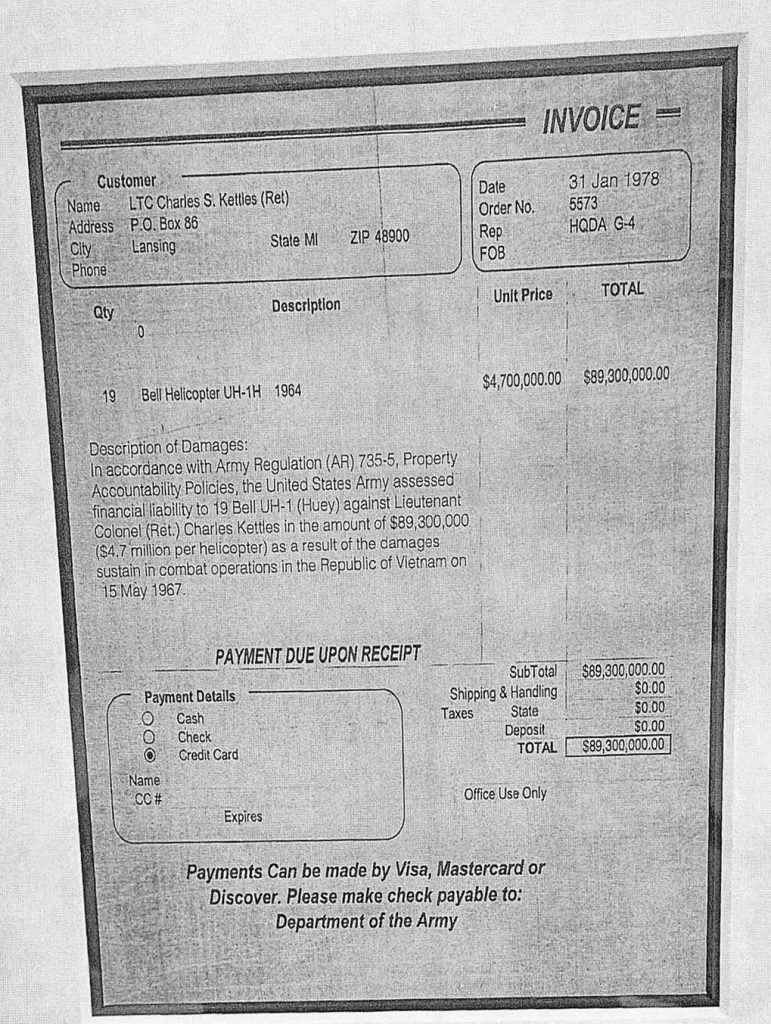 INVOICE
Customer
Name LTC Charles S. Kettles (Ret)
Address P.O. Box 86
City Lansing State MI ZIP 48900
Phone
Date 31 Jan 1978
Order No. 5573
Rep HQDA G-4
FOB
Qty Description Unit Price TOTAL
0
19 Bell Helicopter UH-1H 1964 $4,700,000.00 $89,300,000.00
Description of Damages:
In accordance with Army Regulation (AR) 735-5, Property
Accountability Policies, the United States Army assessed
financial liability to 19 Bell UH-1 (Huey) against Lieutenant
Colonel (Ret.) Charles Kettles in the amount of $89,300,000
($4.7 million per helicopter) as a result of the damages
sustain in combat operations in the Republic of Vietnam on
15 May 1967.
PAYMENT DUE UPON RECEIPT
SubTotal $89,300,000.00
Shipping & Handling $0.00
Taxes State $0.00
Deposit $0.00
TOTAL $89,300,000.00
Payment Details
Cash
Check
Credit Card
Name
CC #
Expires
Office Use Only
Payments Can be made by Visa, Mastercard or
Discover. Please make check payable to:
Department of the Army